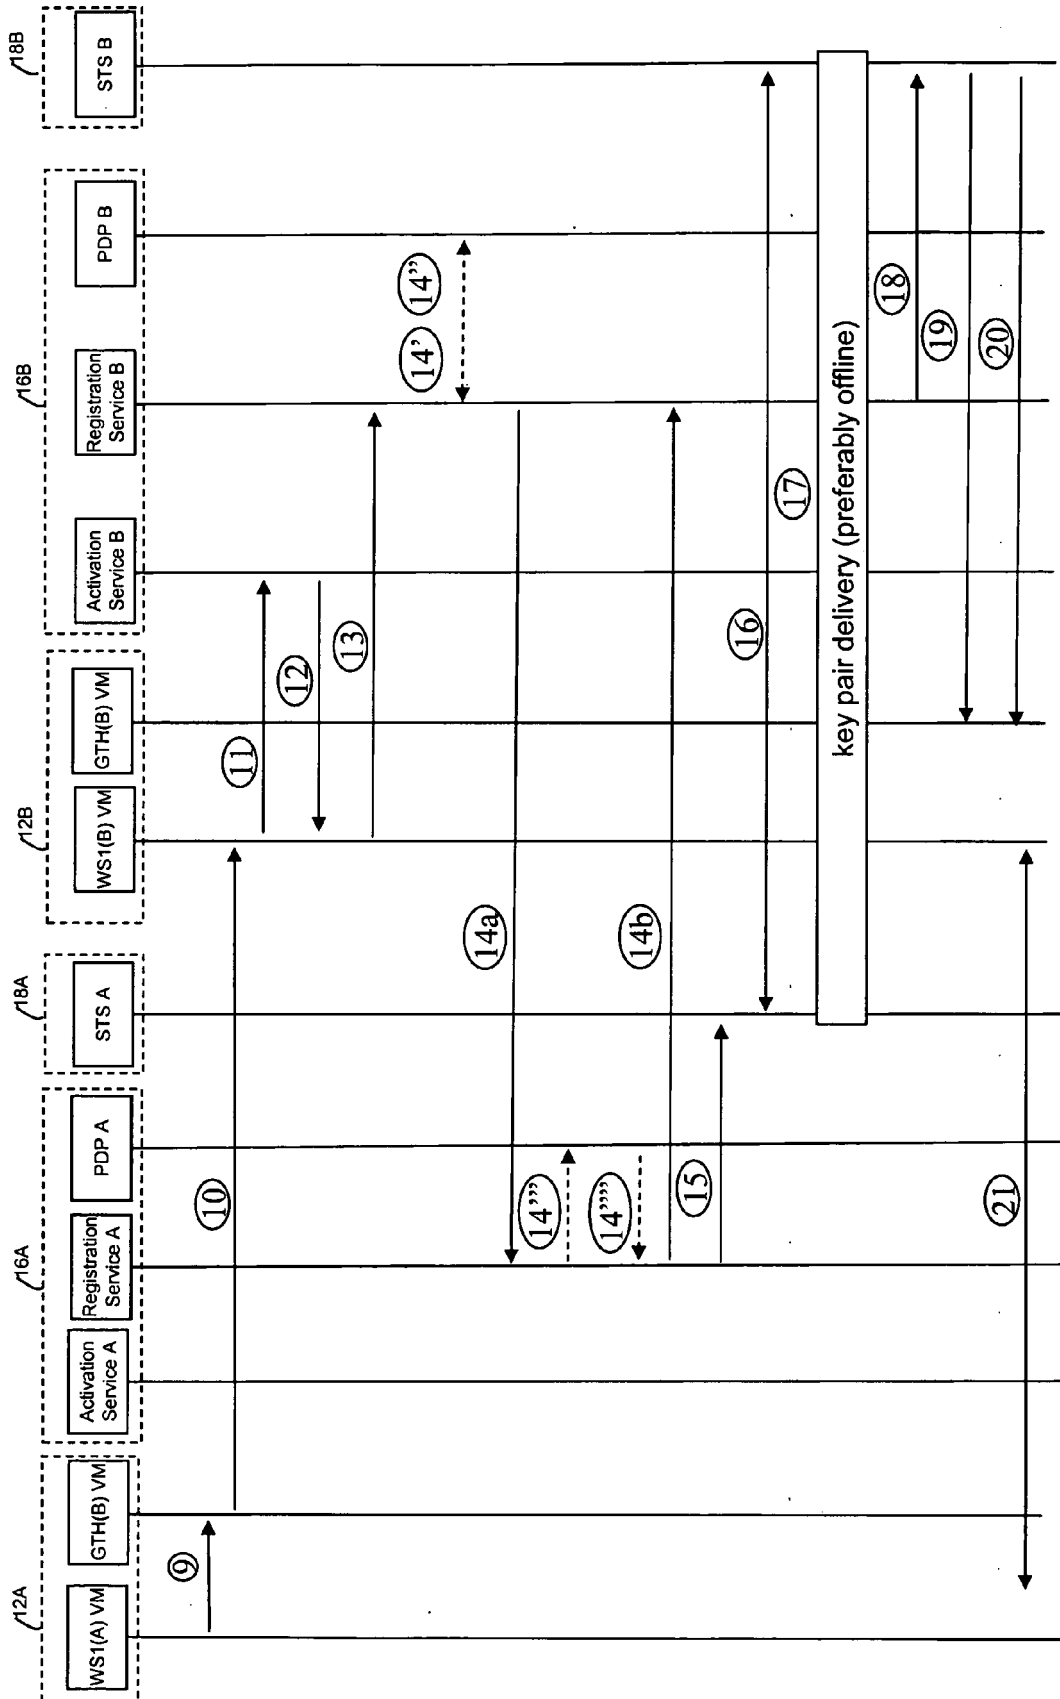 12A
16A
18A
12B
16B
18B
WS1(A) VM
GTH(B) VM
Activation
Service A
Registration
Service A
PDP A
STS A
WS1(B) VM
GTH(B) VM
Activation
Service B
Registration
Service B
PDP B
STS B
9
10
11
12
13
14' 14"
14a
14'"
14""
14b
15
16
17
key pair delivery (preferably offline)
18
19
20
21